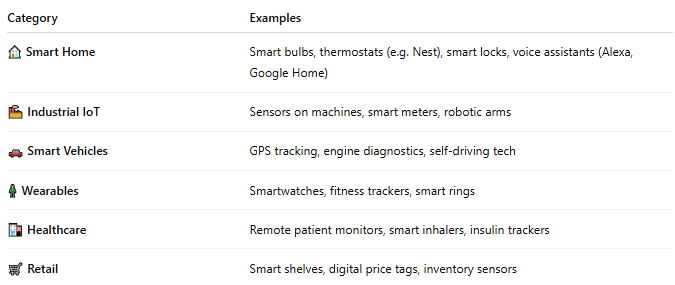 Category Examples
🏠 Smart Home Smart bulbs, thermostats (e.g. Nest), smart locks, voice assistants (Alexa,
Google Home)
🏭 Industrial IoT Sensors on machines, smart meters, robotic arms
🚗 Smart Vehicles GPS tracking, engine diagnostics, self-driving tech
🧍 Wearables Smartwatches, fitness trackers, smart rings
🏥 Healthcare Remote patient monitors, smart inhalers, insulin trackers
🛒 Retail Smart shelves, digital price tags, inventory sensors